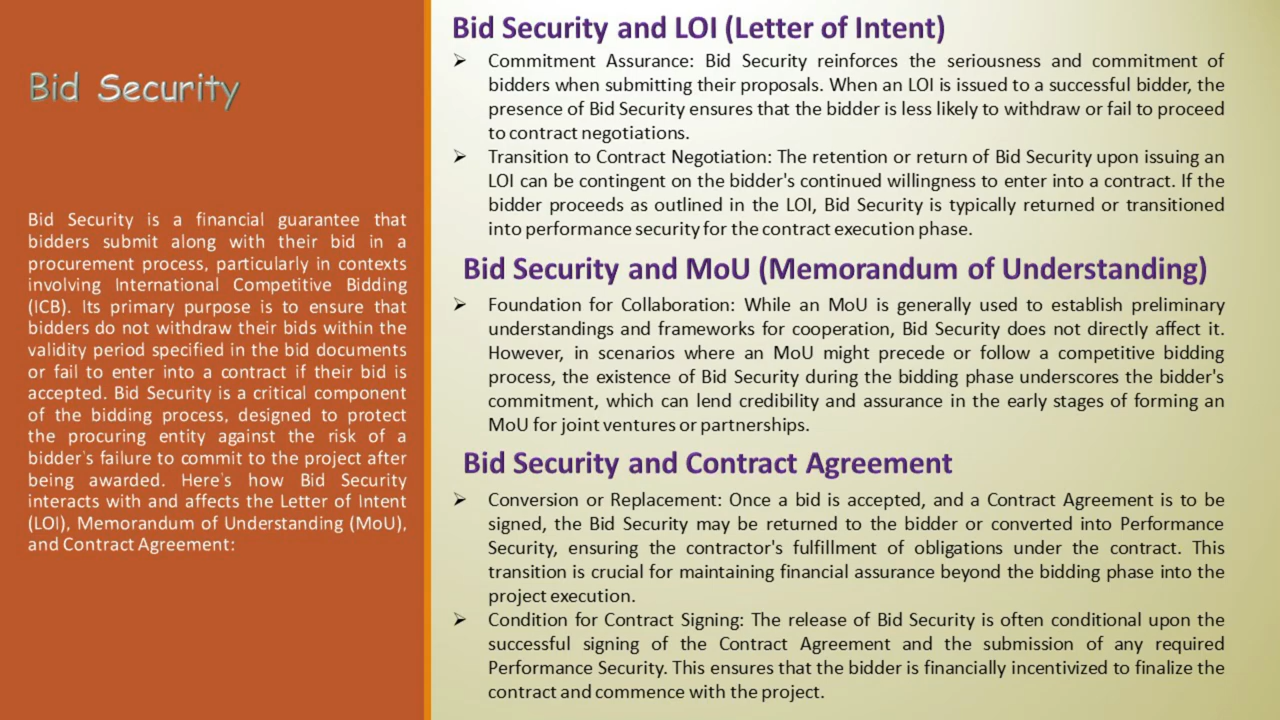 Bid Security
Bid Security is a financial guarantee that
bidders submit along with their bid in a
procurement process, particularly in contexts
involving International Competitive Bidding
(ICB). Its primary purpose is to ensure that
bidders do not withdraw their bids within the
validity period specified in the bid documents
or fail to enter into a contract if their bid is
accepted. Bid Security is a critical component
of the bidding process, designed to protect
the procuring entity against the risk of a
bidder's failure to commit to the project after
being awarded. Here's how Bid Security
interacts with and affects the Letter of Intent
(LOI), Memorandum of Understanding (MoU),
and Contract Agreement:
Bid Security and LOI (Letter of Intent)
➢ Commitment Assurance: Bid Security reinforces the seriousness and commitment of
bidders when submitting their proposals. When an LOI is issued to a successful bidder, the
presence of Bid Security ensures that the bidder is less likely to withdraw or fail to proceed
to contract negotiations.
➢ Transition to Contract Negotiation: The retention or return of Bid Security upon issuing an
LOI can be contingent on the bidder's continued willingness to enter into a contract. If the
bidder proceeds as outlined in the LOI, Bid Security is typically returned or transitioned
into performance security for the contract execution phase.
Bid Security and MoU (Memorandum of Understanding)
➢ Foundation for Collaboration: While an MoU is generally used to establish preliminary
understandings and frameworks for cooperation, Bid Security does not directly affect it.
However, in scenarios where an MoU might precede or follow a competitive bidding
process, the existence of Bid Security during the bidding phase underscores the bidder's
commitment, which can lend credibility and assurance in the early stages of forming an
MoU for joint ventures or partnerships.
Bid Security and Contract Agreement
➢ Conversion or Replacement: Once a bid is accepted, and a Contract Agreement is to be
signed, the Bid Security may be returned to the bidder or converted into Performance
Security, ensuring the contractor's fulfillment of obligations under the contract. This
transition is crucial for maintaining financial assurance beyond the bidding phase into the
project execution.
➢ Condition for Contract Signing: The release of Bid Security is often conditional upon the
successful signing of the Contract Agreement and the submission of any required
Performance Security. This ensures that the bidder is financially incentivized to finalize the
contract and commence with the project.